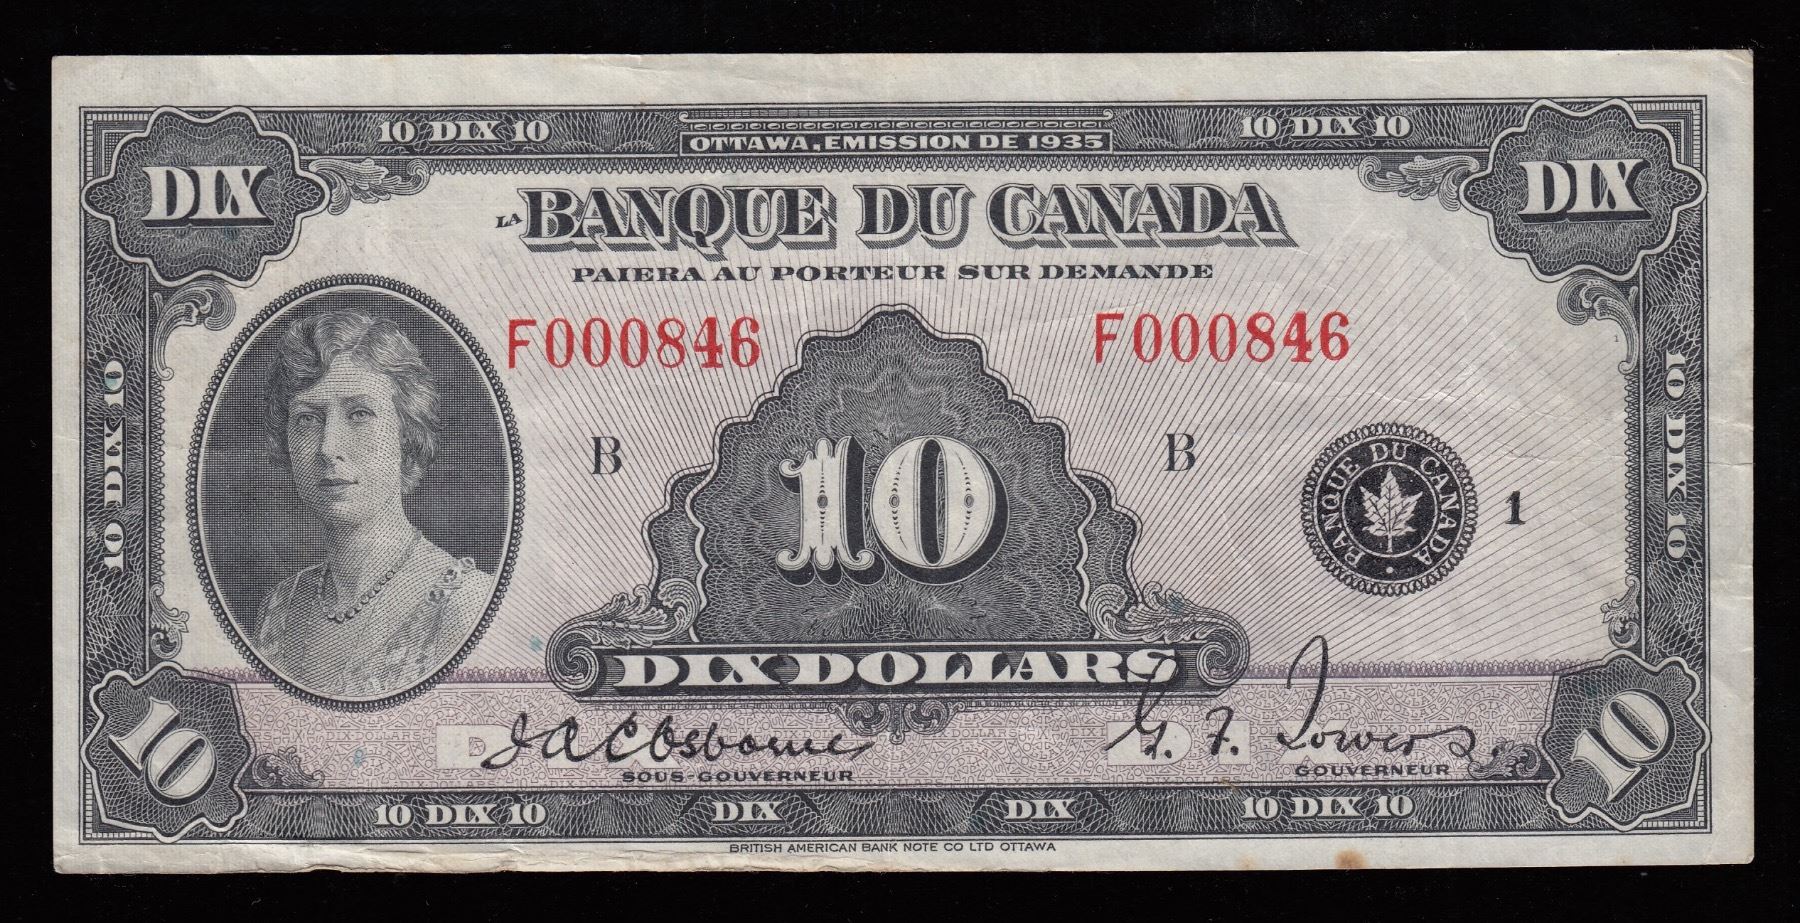 10 DIX 10
OTTAWA, EMISSION DE 1935
10 DIX 10
DIX
DIX
LA BANQUE DU CANADA
PAIERA AU PORTEUR SUR DEMANDE
F000846
F000846
10 DIX 10
10 DIX 10
B
B
10
BANQUE DU CANADA
1
DIX DOLLARS
10
10
J A C Osborne
G. F. Towers
SOUS-GOUVERNEUR
GOUVERNEUR
10 DIX 10
DIX
DIX
10 DIX 10
BRITISH AMERICAN BANK NOTE CO LTD OTTAWA